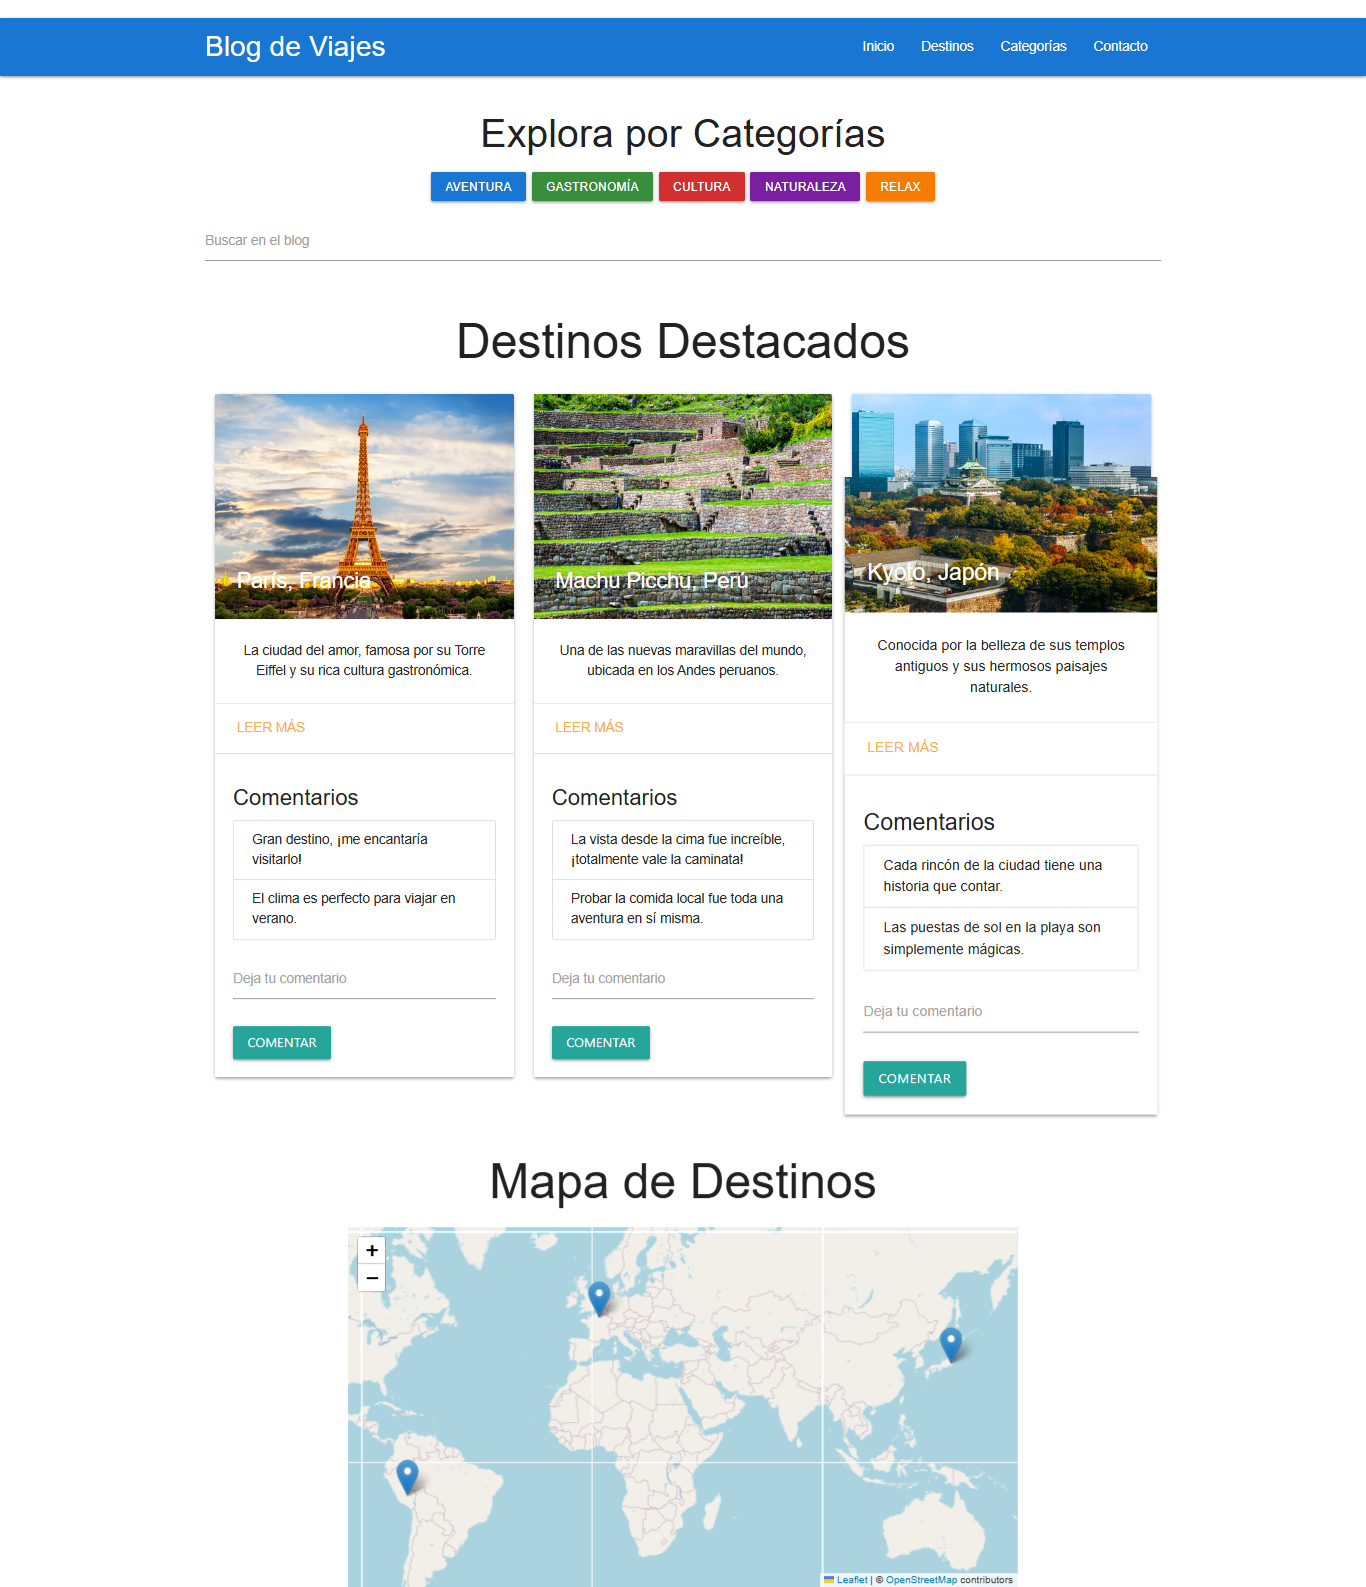 Blog de Viajes
Inicio Destinos Categorías Contacto
Explora por Categorías
AVENTURA GASTRONOMÍA CULTURA NATURALEZA RELAX
Buscar en el blog
Destinos Destacados
París, Francia
La ciudad del amor, famosa por su Torre
Eiffel y su rica cultura gastronómica.
LEER MÁS
Comentarios
Gran destino, ¡me encantaría
visitarlo!
El clima es perfecto para viajar en
verano.
Deja tu comentario
COMENTAR
Machu Picchu, Perú
Una de las nuevas maravillas del mundo,
ubicada en los Andes peruanos.
LEER MÁS
Comentarios
La vista desde la cima fue increíble,
¡totalmente vale la caminata!
Probar la comida local fue toda una
aventura en sí misma.
Deja tu comentario
COMENTAR
Kyoto, Japón
Conocida por la belleza de sus templos
antiguos y sus hermosos paisajes
naturales.
LEER MÁS
Comentarios
Cada rincón de la ciudad tiene una
historia que contar.
Las puestas de sol en la playa son
simplemente mágicas.
Deja tu comentario
COMENTAR
Mapa de Destinos
+
−
Leaflet | © OpenStreetMap contributors